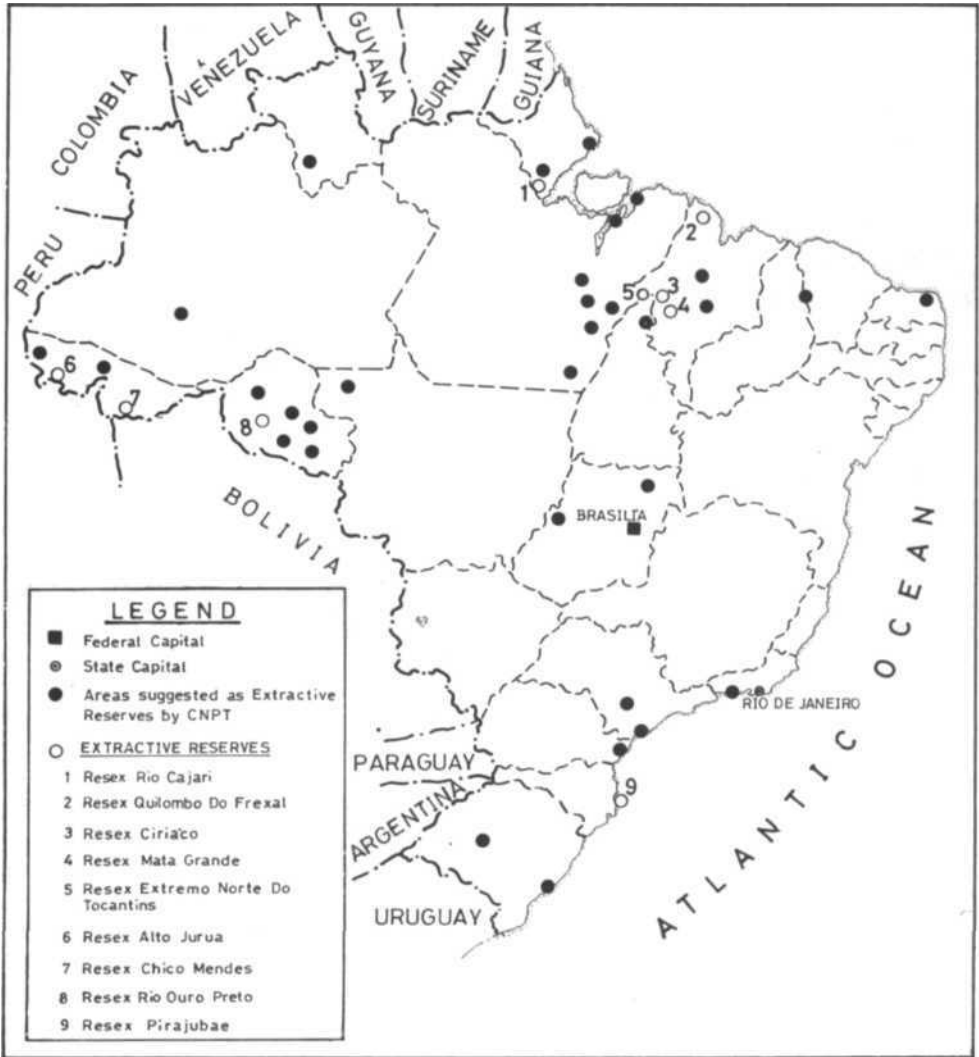 COLOMBIA
VEŃEZUELA
GUYANA
SURINAME
GUIANA
PERU
1
2
5
3
4
6
7
8
BOLIVIA
BRASILIA
RIO DE JANEIRO
PARAGUAY
9
ARGENTINA
URUGUAY
ATLANTIC OCEAN
LEGEND
Federal Capital
State Capital
Areas suggested as Extractive
Reserves by CNPT
EXTRACTIVE RESERVES
1 Resex Rio Cajari
2 Resex Quilombo Do Frexal
3 Resex Ciriáco
4 Resex Mata Grande
5 Resex Extremo Norte Do
Tocantins
6 Resex Alto Jurua
7 Resex Chico Mendes
8 Resex Rio Ouro Preto
9 Resex Pirajubae